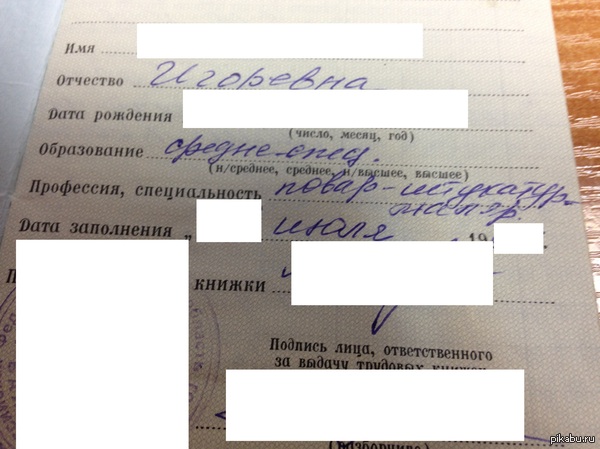 Имя
Отчество Игоревна
Дата рождения
(число, месяц, год)
Образование средне-спец.
(н/среднее, среднее, н/высшее, высшее)
Профессия, специальность повар-штукатур-
маляр
Дата заполнения „ июля 19 .
книжки
Подпись лица, ответственного
за выдачу трудовых книжек
(разборчиво)
pikabu.ru